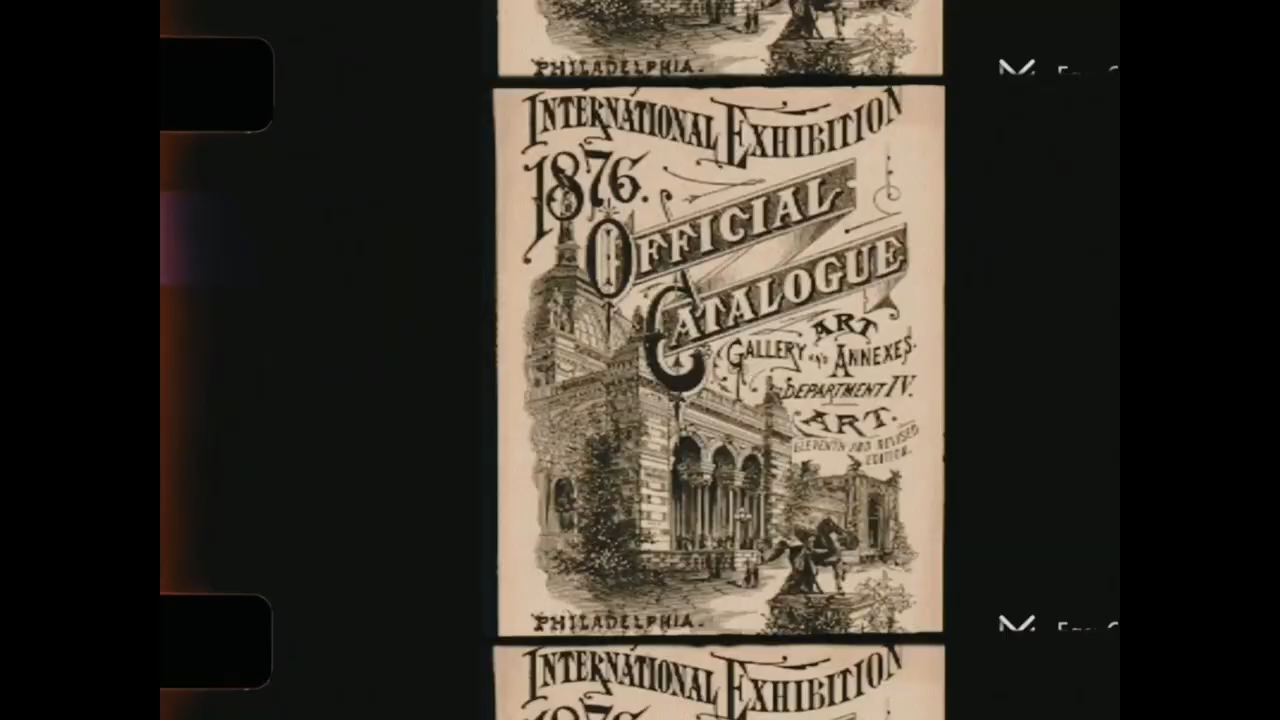 PHILADELPHIA.
INTERNATIONAL EXHIBITION
1876.
OFFICIAL
CATALOGUE
ART
GALLERY AND ANNEXES.
DEPARTMENT IV.
ART.
ELEVENTH AND REVISED
EDITION.
PHILADELPHIA.
INTERNATIONAL EXHIBITION